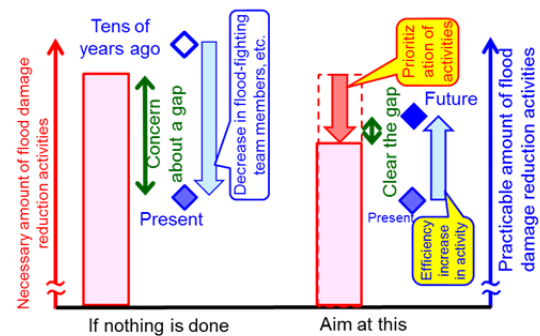 Necessary amount of flood damage
reduction activities
Tens of
years ago
Concern
about a gap
Decrease in flood-fighting
team members, etc.
Present
If nothing is done
Prioritiz
ation of
activities
Future
Clear the gap
Present
Efficiency
increase
in activity
Aim at this
Practicable amount of flood
damage reduction activities